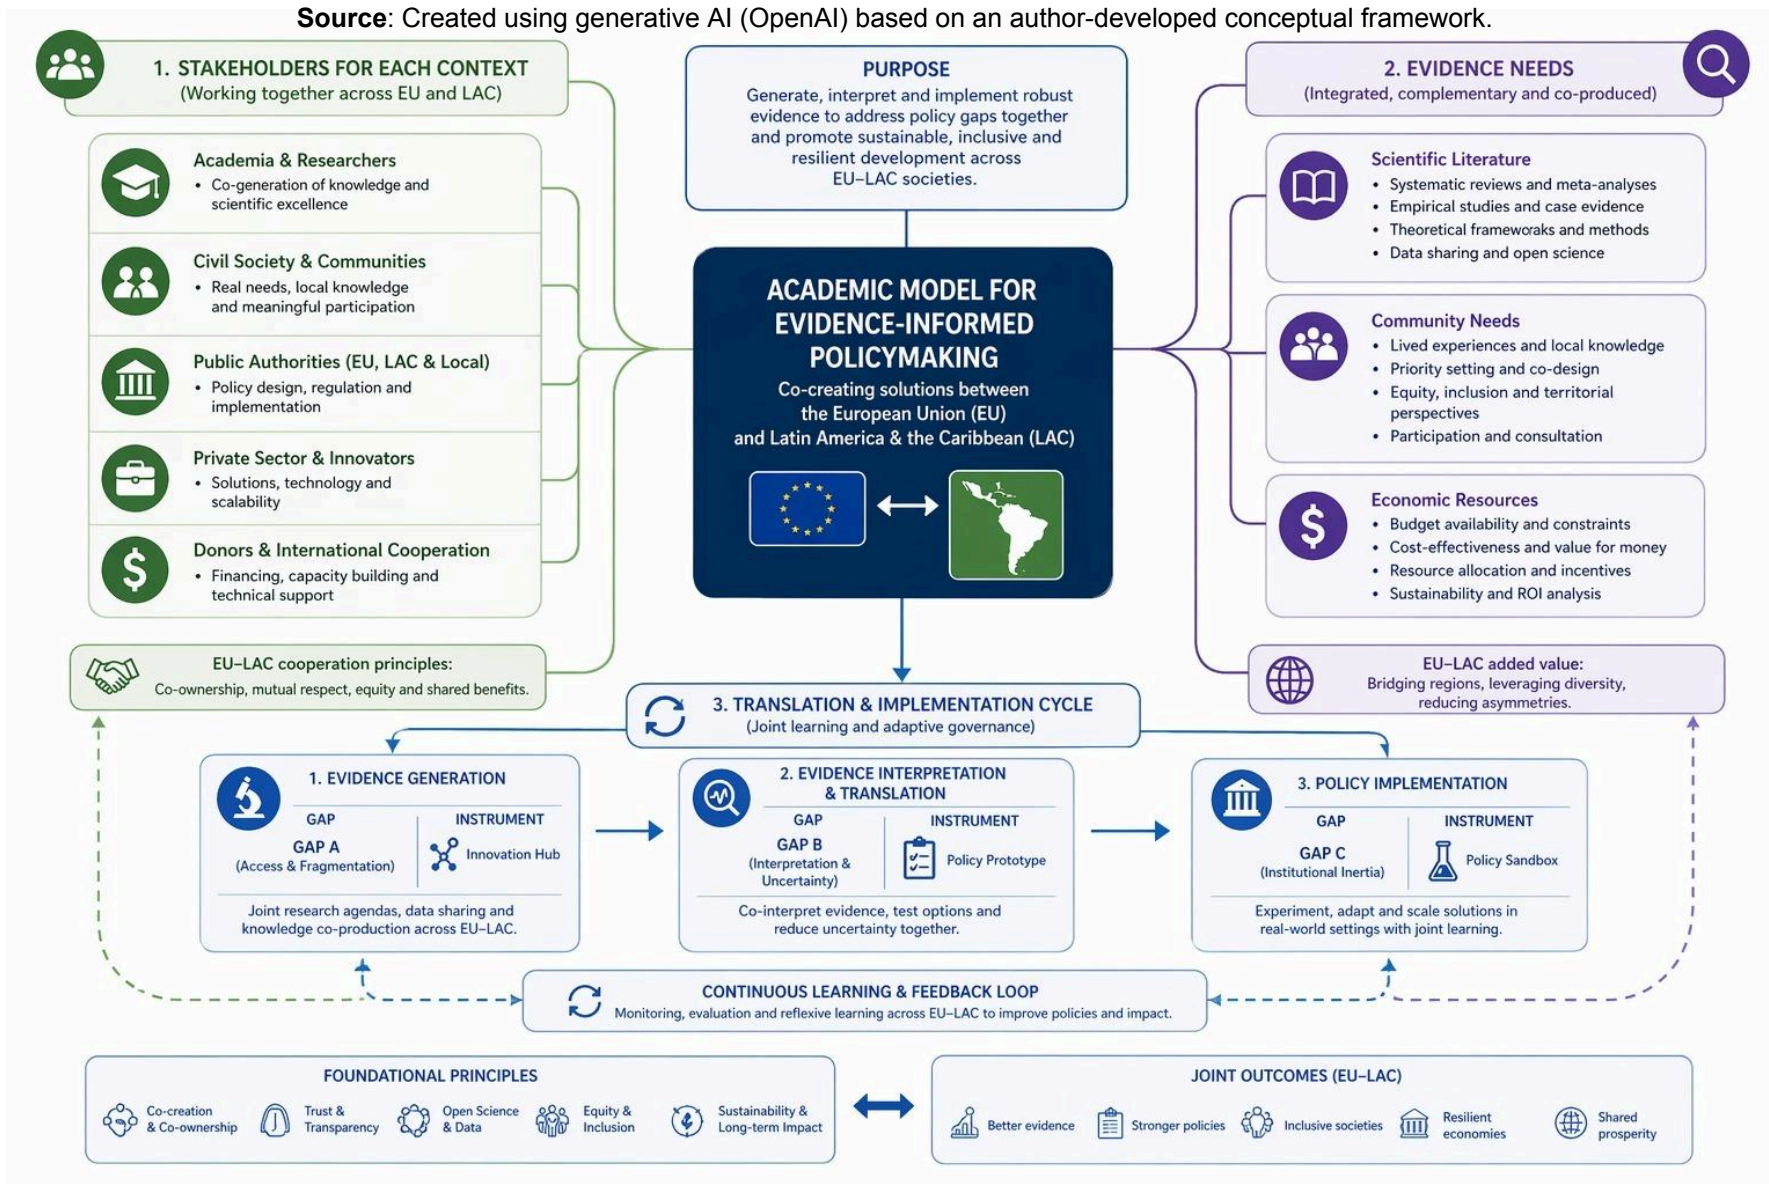 Source: Created using generative AI (OpenAI) based on an author-developed conceptual framework.
1. STAKEHOLDERS FOR EACH CONTEXT
(Working together across EU and LAC)
Academia & Researchers
• Co-generation of knowledge and
scientific excellence
Civil Society & Communities
• Real needs, local knowledge
and meaningful participation
Public Authorities (EU, LAC & Local)
• Policy design, regulation and
implementation
Private Sector & Innovators
• Solutions, technology and
scalability
Donors & International Cooperation
• Financing, capacity building and
technical support
EU–LAC cooperation principles:
Co-ownership, mutual respect, equity and shared benefits.
PURPOSE
Generate, interpret and implement robust
evidence to address policy gaps together
and promote sustainable, inclusive and
resilient development across
EU–LAC societies.
ACADEMIC MODEL FOR
EVIDENCE-INFORMED
POLICYMAKING
Co-creating solutions between
the European Union (EU)
and Latin America & the Caribbean (LAC)
2. EVIDENCE NEEDS
(Integrated, complementary and co-produced)
Scientific Literature
• Systematic reviews and meta-analyses
• Empirical studies and case evidence
• Theoretical frameworaks and methods
• Data sharing and open science
Community Needs
• Lived experiences and local knowledge
• Priority setting and co-design
• Equity, inclusion and territorial
perspectives
• Participation and consultation
Economic Resources
• Budget availability and constraints
• Cost-effectiveness and value for money
• Resource allocation and incentives
• Sustainability and ROI analysis
EU–LAC added value:
Bridging regions, leveraging diversity,
reducing asymmetries.
3. TRANSLATION & IMPLEMENTATION CYCLE
(Joint learning and adaptive governance)
1. EVIDENCE GENERATION
GAP
GAP A
(Access & Fragmentation)
INSTRUMENT
Innovation Hub
Joint research agendas, data sharing and
knowledge co-production across EU–LAC.
2. EVIDENCE INTERPRETATION
& TRANSLATION
GAP
GAP B
(Interpretation &
Uncertainty)
INSTRUMENT
Policy Prototype
Co-interpret evidence, test options and
reduce uncertainty together.
3. POLICY IMPLEMENTATION
GAP
GAP C
(Institutional Inertia)
INSTRUMENT
Policy Sandbox
Experiment, adapt and scale solutions in
real-world settings with joint learning.
CONTINUOUS LEARNING & FEEDBACK LOOP
Monitoring, evaluation and reflexive learning across EU–LAC to improve policies and impact.
FOUNDATIONAL PRINCIPLES
Co-creation
& Co-ownership
Trust &
Transparency
Open Science
& Data
Equity &
Inclusion
Sustainability &
Long-term Impact
JOINT OUTCOMES (EU–LAC)
Better evidence
Stronger policies
Inclusive societies
Resilient
economies
Shared
prosperity